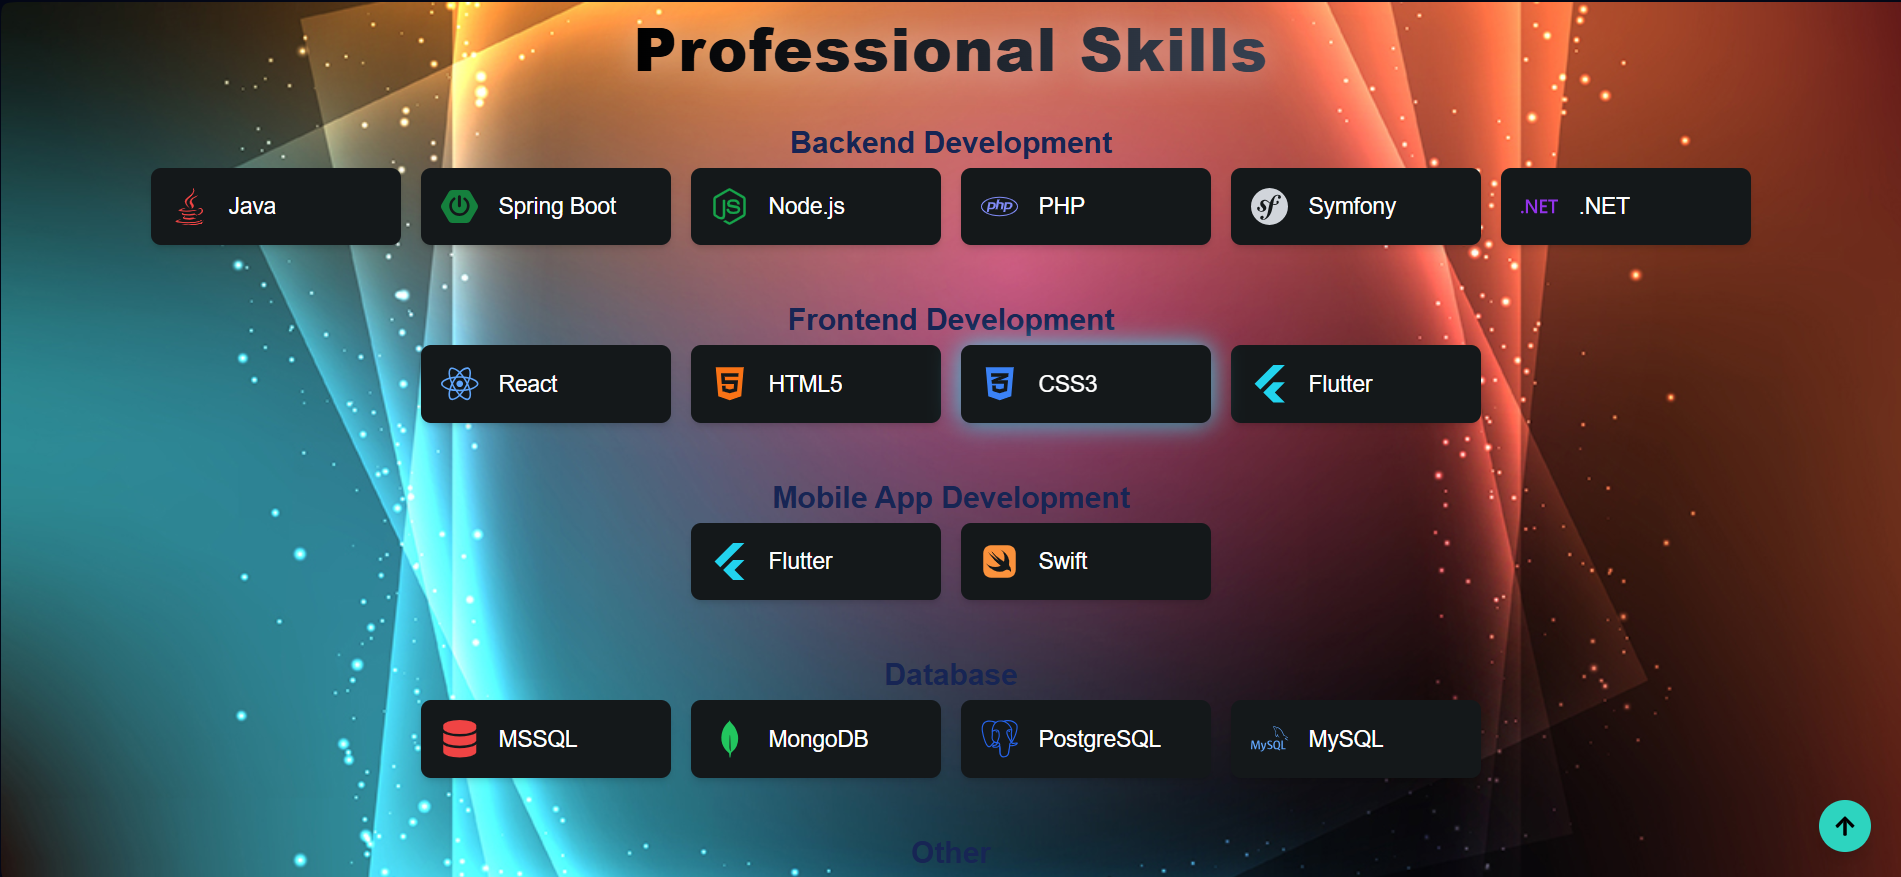 Professional Skills
Backend Development
Java
Spring Boot
JS Node.js
php PHP
sf Symfony
.NET .NET
Frontend Development
React
5 HTML5
3 CSS3
Flutter
Mobile App Development
Flutter
Swift
Database
MSSQL
MongoDB
PostgreSQL
MySQL MySQL
Other